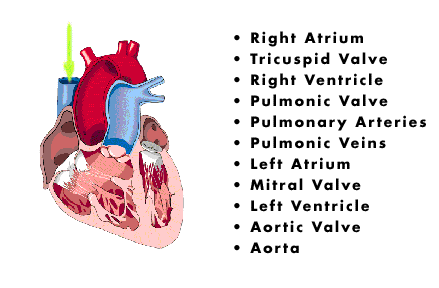 • Right Atrium
• Tricuspid Valve
• Right Ventricle
• Pulmonic Valve
• Pulmonary Arteries
• Pulmonic Veins
• Left Atrium
• Mitral Valve
• Left Ventricle
• Aortic Valve
• Aorta